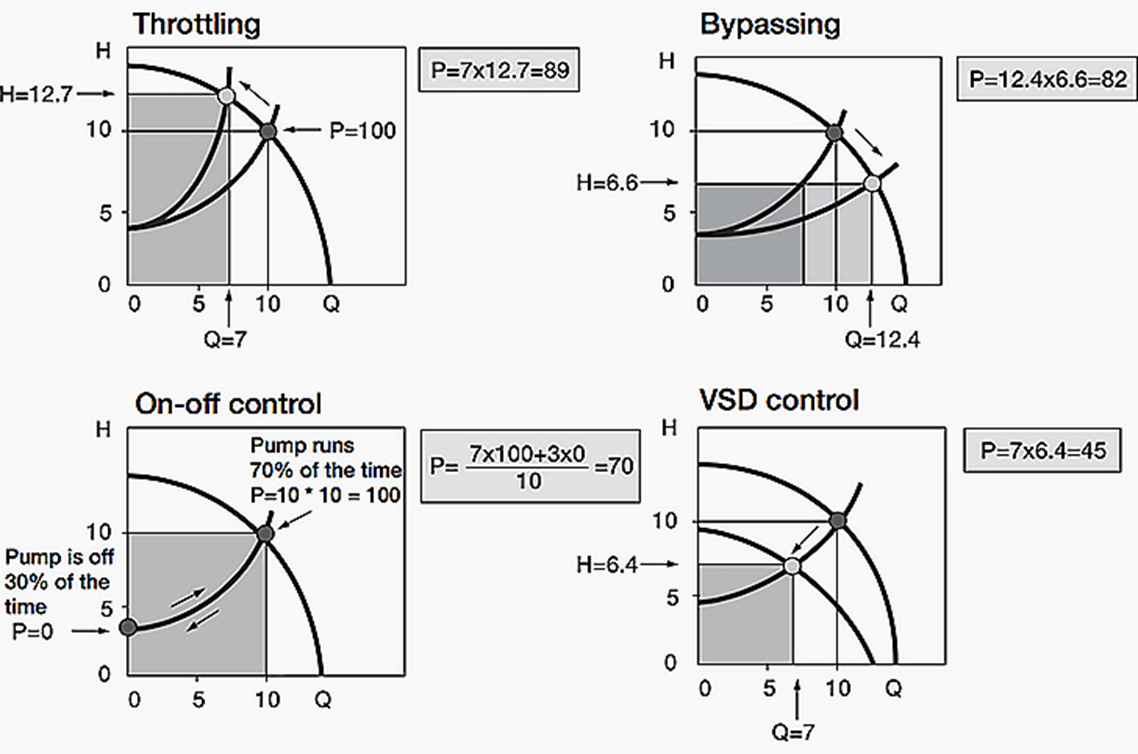 Throttling
H
P=7x12.7=89
H=12.7
10
P=100
5
0
0 5 10 Q
Q=7
Bypassing
H
P=12.4x6.6=82
10
H=6.6
5
0
0 5 10 Q
Q=12.4
On-off control
H
Pump runs
70% of the time
P=10 * 10 = 100
P= 7x100+3x0 =70
10
10
Pump is off
30% of the
time
5
P=0
0
0 5 10 Q
VSD control
H
P=7x6.4=45
10
H=6.4
5
0
0 5 10 Q
Q=7